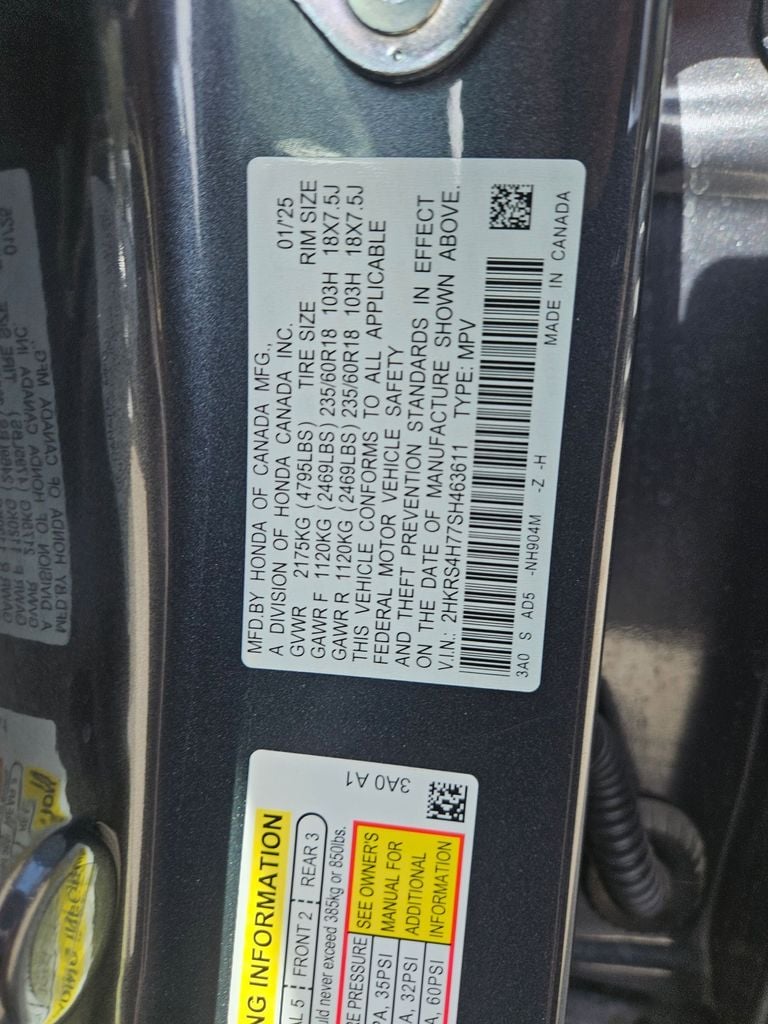 MFD.BY HONDA OF CANADA MFG.,
A DIVISION OF HONDA CANADA INC. 01/'25
GVWR 2175KG (4795LBS) TIRE SIZE RIM SIZE
GAWR F 1120KG (2469LBS) 235/60R18 103H 18X7.5J
GAWR R 1120KG (2469LBS) 235/60R18 103H 18X7.5J
THIS VEHICLE CONFORMS TO ALL APPLICABLE
FEDERAL MOTOR VEHICLE SAFETY
AND THEFT PREVENTION STANDARDS IN EFFECT
ON THE DATE OF MANUFACTURE SHOWN ABOVE.
V.I.N.: 2HKRS4H77SH463611 TYPE: MPV
3A0 S AD5 -NH904M -Z -H
MADE IN CANADA
3A0 A1
NG INFORMATION
AL 5 FRONT 2 REAR 3
uld never exceed 385kg or 850lbs.
RE PRESSURE
A, 35PSI
A, 32PSI
A, 60PSI
SEE OWNER'S
MANUAL FOR
ADDITIONAL
INFORMATION